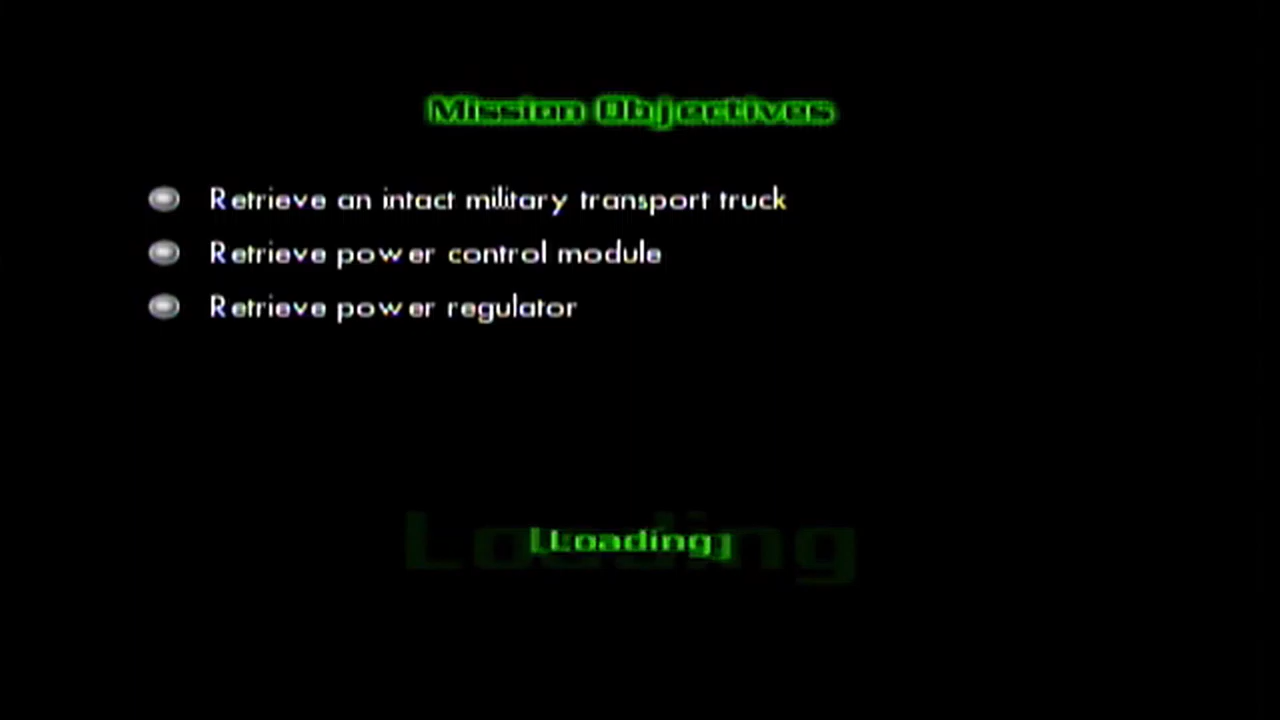 Mission Objectives
Retrieve an intact military transport truck
Retrieve power control module
Retrieve power regulator
Loading